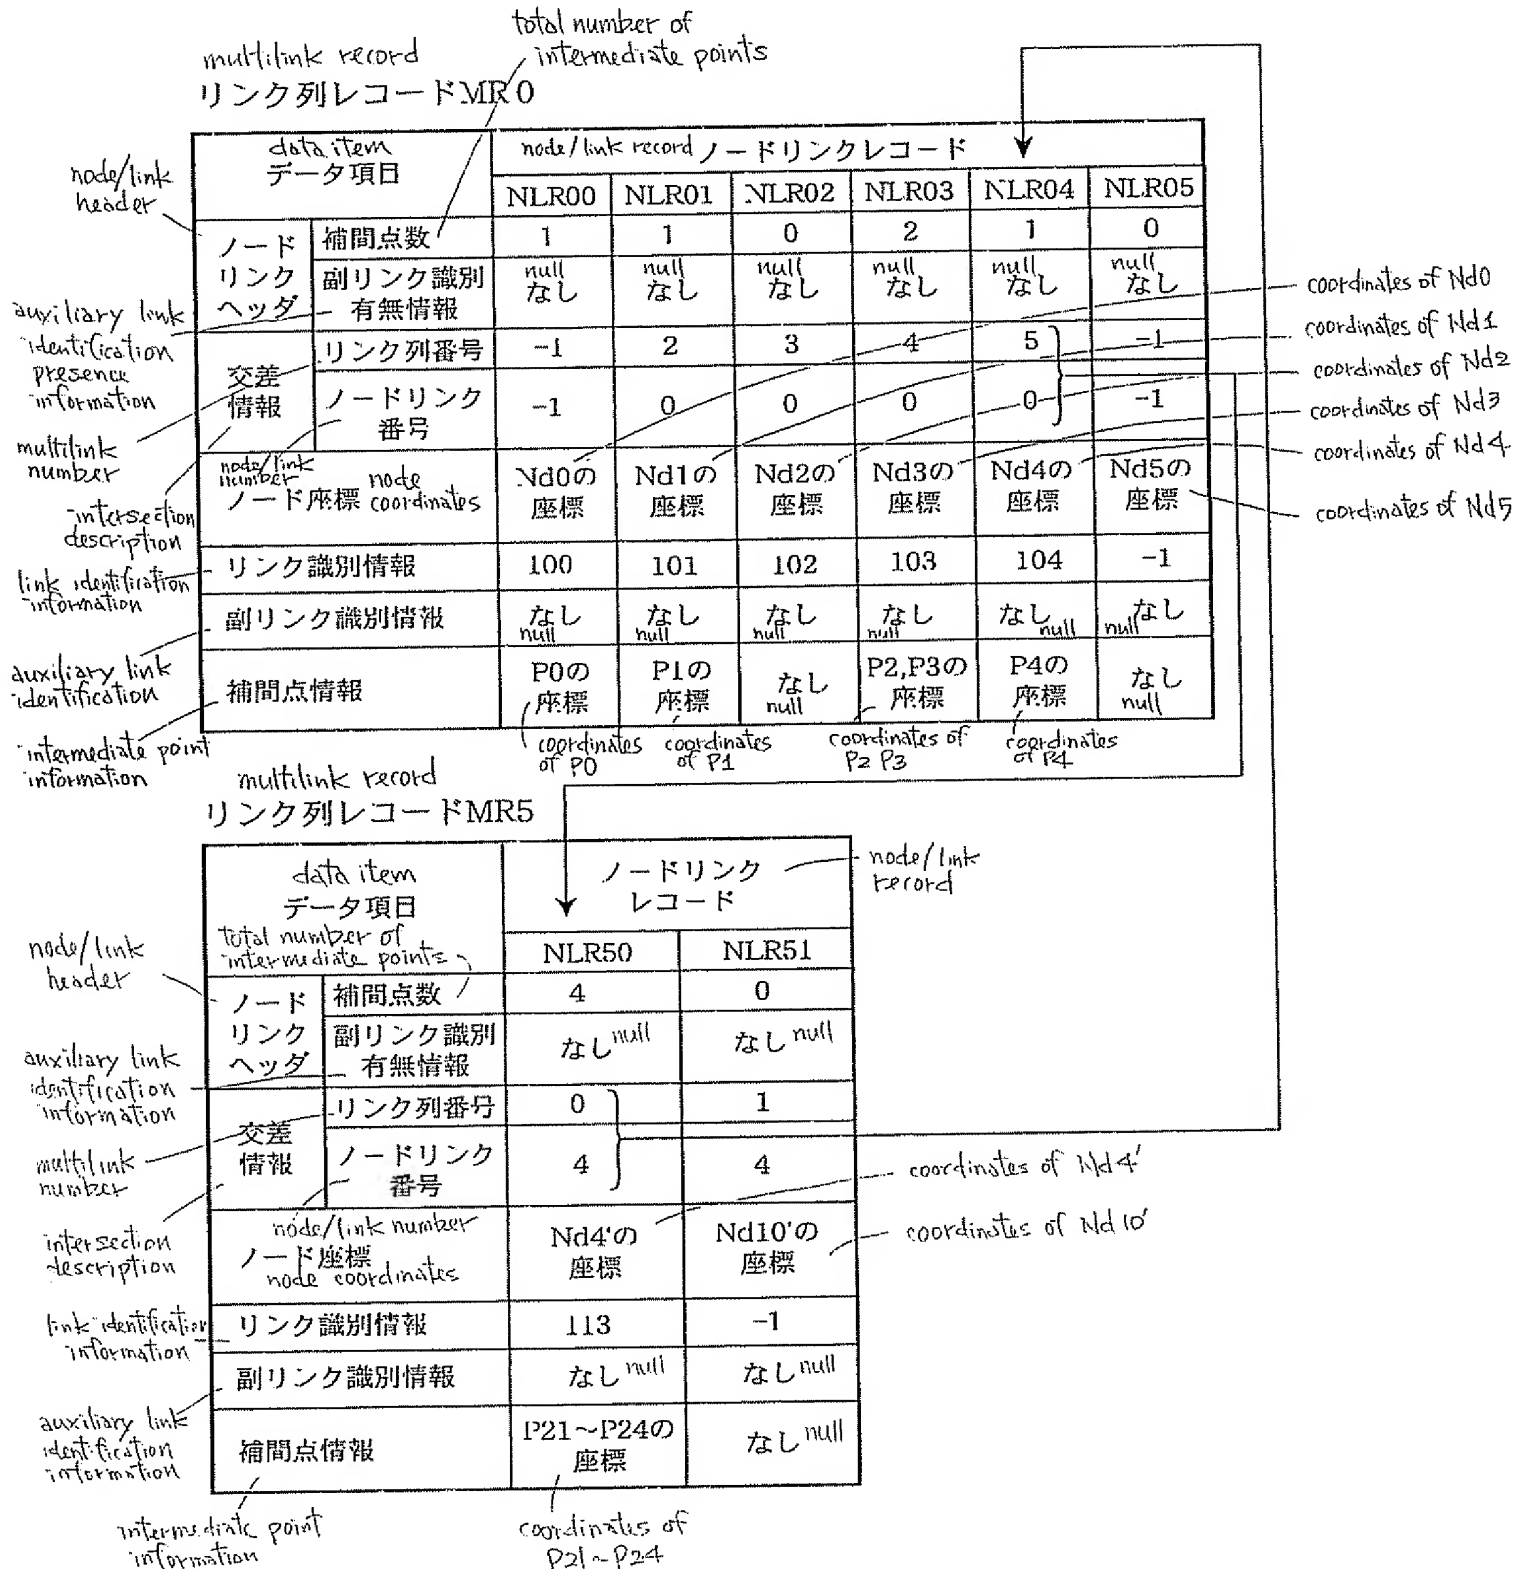 total number of
intermediate points
multilink record
リンク列レコードMR0
data item
データ項目
node/link record ノードリンクレコード
NLR00 NLR01 NLR02 NLR03 NLR04 NLR05
node/link
header
ノード
リンク
ヘッダ
補間点数 1 1 0 2 1 0
副リンク識別
有無情報
null null null null null null
なし なし なし なし なし なし
auxiliary link
identification
presence
information
交差
情報
リンク列番号 -1 2 3 4 5 -1
ノードリンク
番号
-1 0 0 0 0 -1
multilink
number
node/link
number
ノード座標 node
coordinates
Nd0の
座標
Nd1の
座標
Nd2の
座標
Nd3の
座標
Nd4の
座標
Nd5の
座標
coordinates of Nd0
coordinates of Nd1
coordinates of Nd2
coordinates of Nd3
coordinates of Nd4
coordinates of Nd5
intersection
description
link identification
information
リンク識別情報 100 101 102 103 104 -1
副リンク識別情報 なし なし なし なし なし なし
null null null null null null
auxiliary link
identification
補間点情報
P0の
座標
P1の
座標
なし
null
P2,P3の
座標
P4の
座標
なし
null
intermediate point
information
coordinates
of P0
coordinates
of P1
coordinates of
P2 P3
coordinates
of P4
multilink record
リンク列レコードMR5
data item
データ項目
total number of
intermediate points
ノードリンク
レコード
node/link
record
NLR50 NLR51
node/link
header
ノード
リンク
ヘッダ
補間点数 4 0
副リンク識別
有無情報
なし null なし null
auxiliary link
identification
information
交差
情報
リンク列番号 0 1
ノードリンク
番号
4 4
multilink
number
node/link number
ノード座標
node coordinates
Nd4'の
座標
Nd10'の
座標
coordinates of Nd4'
coordinates of Nd10'
intersection
description
link identification
information
リンク識別情報 113 -1
副リンク識別情報 なし null なし null
auxiliary link
identification
information
補間点情報
P21～P24の
座標
なし null
intermediate point
information
coordinates of
P21~P24